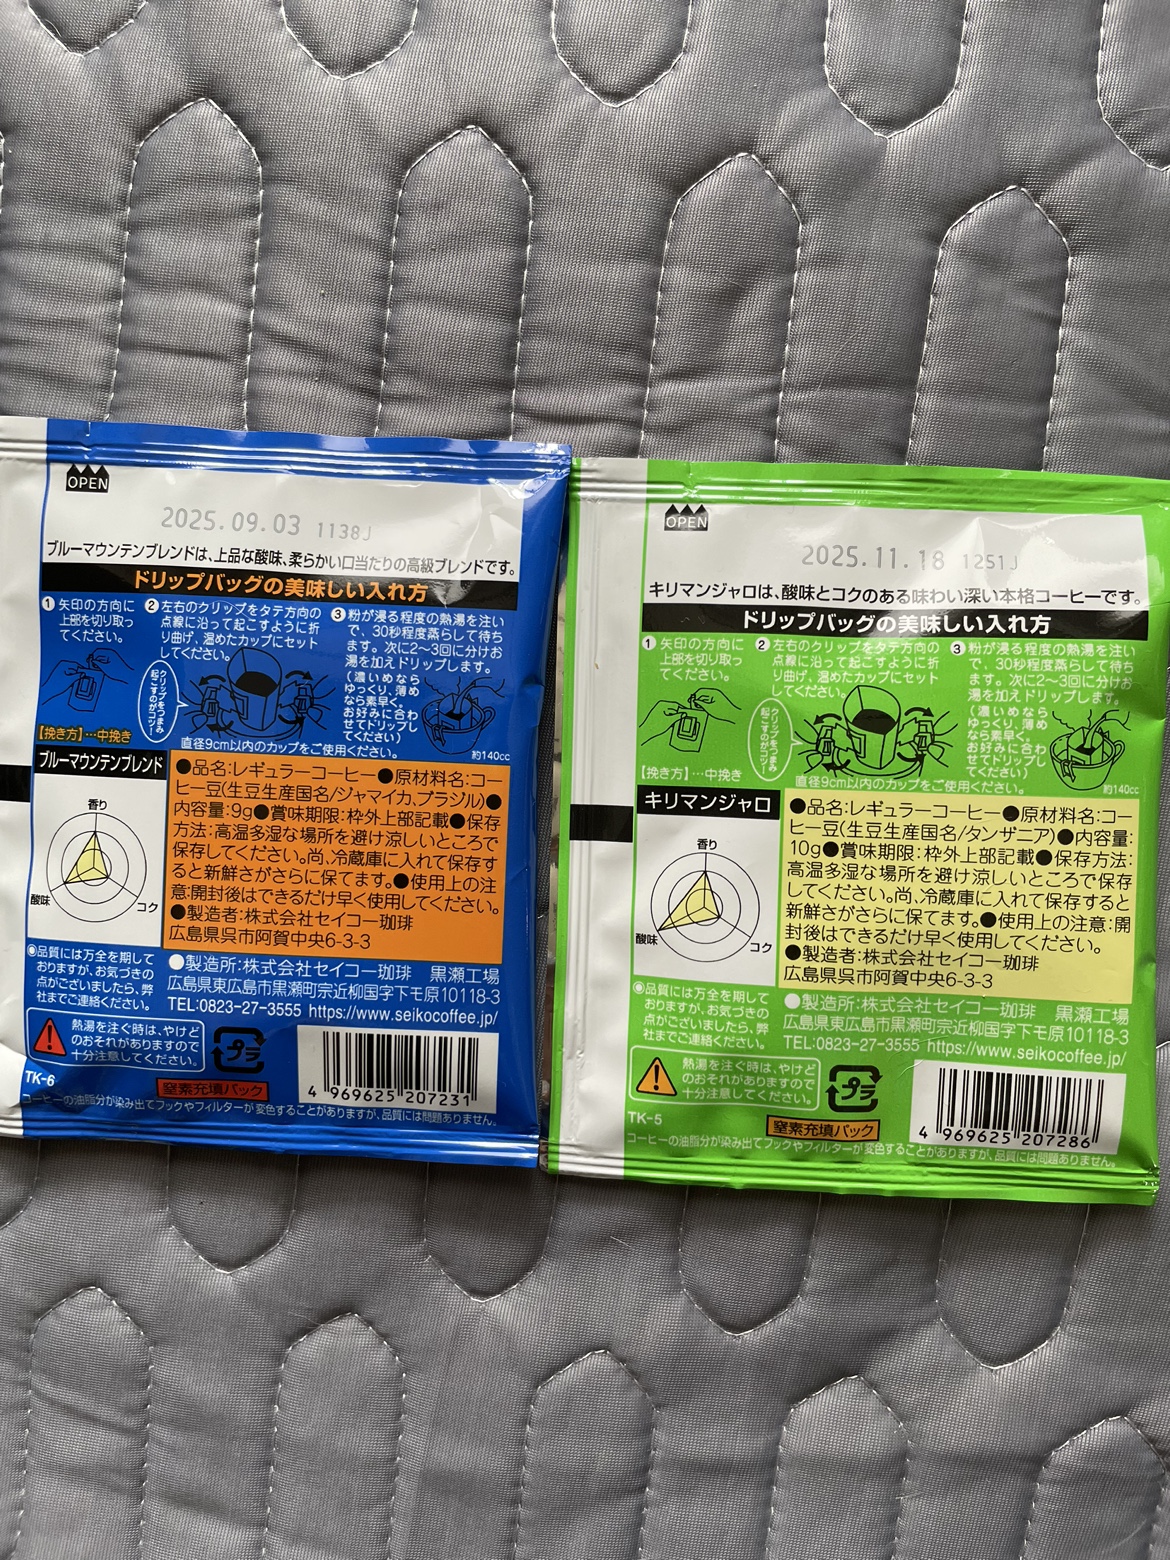 OPEN
2025.09.03 1138J
ブルーマウンテンブレンドは、上品な酸味、柔らかい口当たりの高級ブレンドです。
ドリップバッグの美味しい入れ方
1 矢印の方向に
上部を切り取っ
てください。
2 左右のクリップをタテ方向の
点線に沿って起こすように折
り曲げ、温めたカップにセット
してください。
クリップをつまみ
起こすのがコツ!
直径9cm以内のカップをご使用ください。
3 粉が浸る程度の熱湯を注い
で、30秒程度蒸らして待ち
ます。次に2〜3回に分けお
湯を加えドリップします。
(濃いめなら
ゆっくり、薄め
なら素早く。
お好みに合わ
せてドリップし
てください。)
約140cc
【挽き方】…中挽き
ブルーマウンテンブレンド
香り
酸味
コク
●品名:レギュラーコーヒー●原材料名:コー
ヒー豆(生豆生産国名/ジャマイカ、ブラジル)●
内容量:9g●賞味期限:枠外上部記載●保存
方法:高温多湿な場所を避け涼しいところで
保存してください。尚、冷蔵庫に入れて保存す
ると新鮮さがさらに保てます。●使用上の注
意:開封後はできるだけ早く使用してください。
●製造者:株式会社セイコー珈琲
広島県呉市阿賀中央6-3-3
◉品質には万全を期して
おりますが、お気づきの
点がございましたら、弊
社までご連絡ください。
●製造所:株式会社セイコー珈琲 黒瀬工場
広島県東広島市黒瀬町宗近柳国字下モ原10118-3
TEL:0823-27-3555 https://www.seikocoffee.jp/
熱湯を注ぐ時は、やけど
のおそれがありますので
十分注意してください。
プラ
TK-6
窒素充填パック
4 969625 207231
コーヒーの油脂分が染み出てフックやフィルターが変色することがありますが、品質には問題ありません。
OPEN
2025.11.18 1251J
キリマンジャロは、酸味とコクのある味わい深い本格コーヒーです。
ドリップバッグの美味しい入れ方
1 矢印の方向に
上部を切り取っ
てください。
2 左右のクリップをタテ方向の
点線に沿って起こすように折
り曲げ、温めたカップにセット
してください。
クリップをつまみ
起こすのがコツ!
直径9cm以内のカップをご使用ください。
3 粉が浸る程度の熱湯を注い
で、30秒程度蒸らして待ち
ます。次に2〜3回に分けお
湯を加えドリップします。
(濃いめなら
ゆっくり、薄め
なら素早く。
お好みに合わ
せてドリップし
てください。)
約140cc
【挽き方】…中挽き
キリマンジャロ
香り
酸味
コク
●品名:レギュラーコーヒー●原材料名:コー
ヒー豆(生豆生産国名/タンザニア)●内容量:
10g●賞味期限:枠外上部記載●保存方法:
高温多湿な場所を避け涼しいところで保存
してください。尚、冷蔵庫に入れて保存すると
新鮮さがさらに保てます。●使用上の注意:開
封後はできるだけ早く使用してください。
●製造者:株式会社セイコー珈琲
広島県呉市阿賀中央6-3-3
◉品質には万全を期して
おりますが、お気づきの
点がございましたら、弊
社までご連絡ください。
●製造所:株式会社セイコー珈琲 黒瀬工場
広島県東広島市黒瀬町宗近柳国字下モ原10118-3
TEL:0823-27-3555 https://www.seikocoffee.jp/
熱湯を注ぐ時は、やけど
のおそれがありますので
十分注意してください。
プラ
TK-5
窒素充填パック
4 969625 207286
コーヒーの油脂分が染み出てフックやフィルターが変色することがありますが、品質には問題ありません。